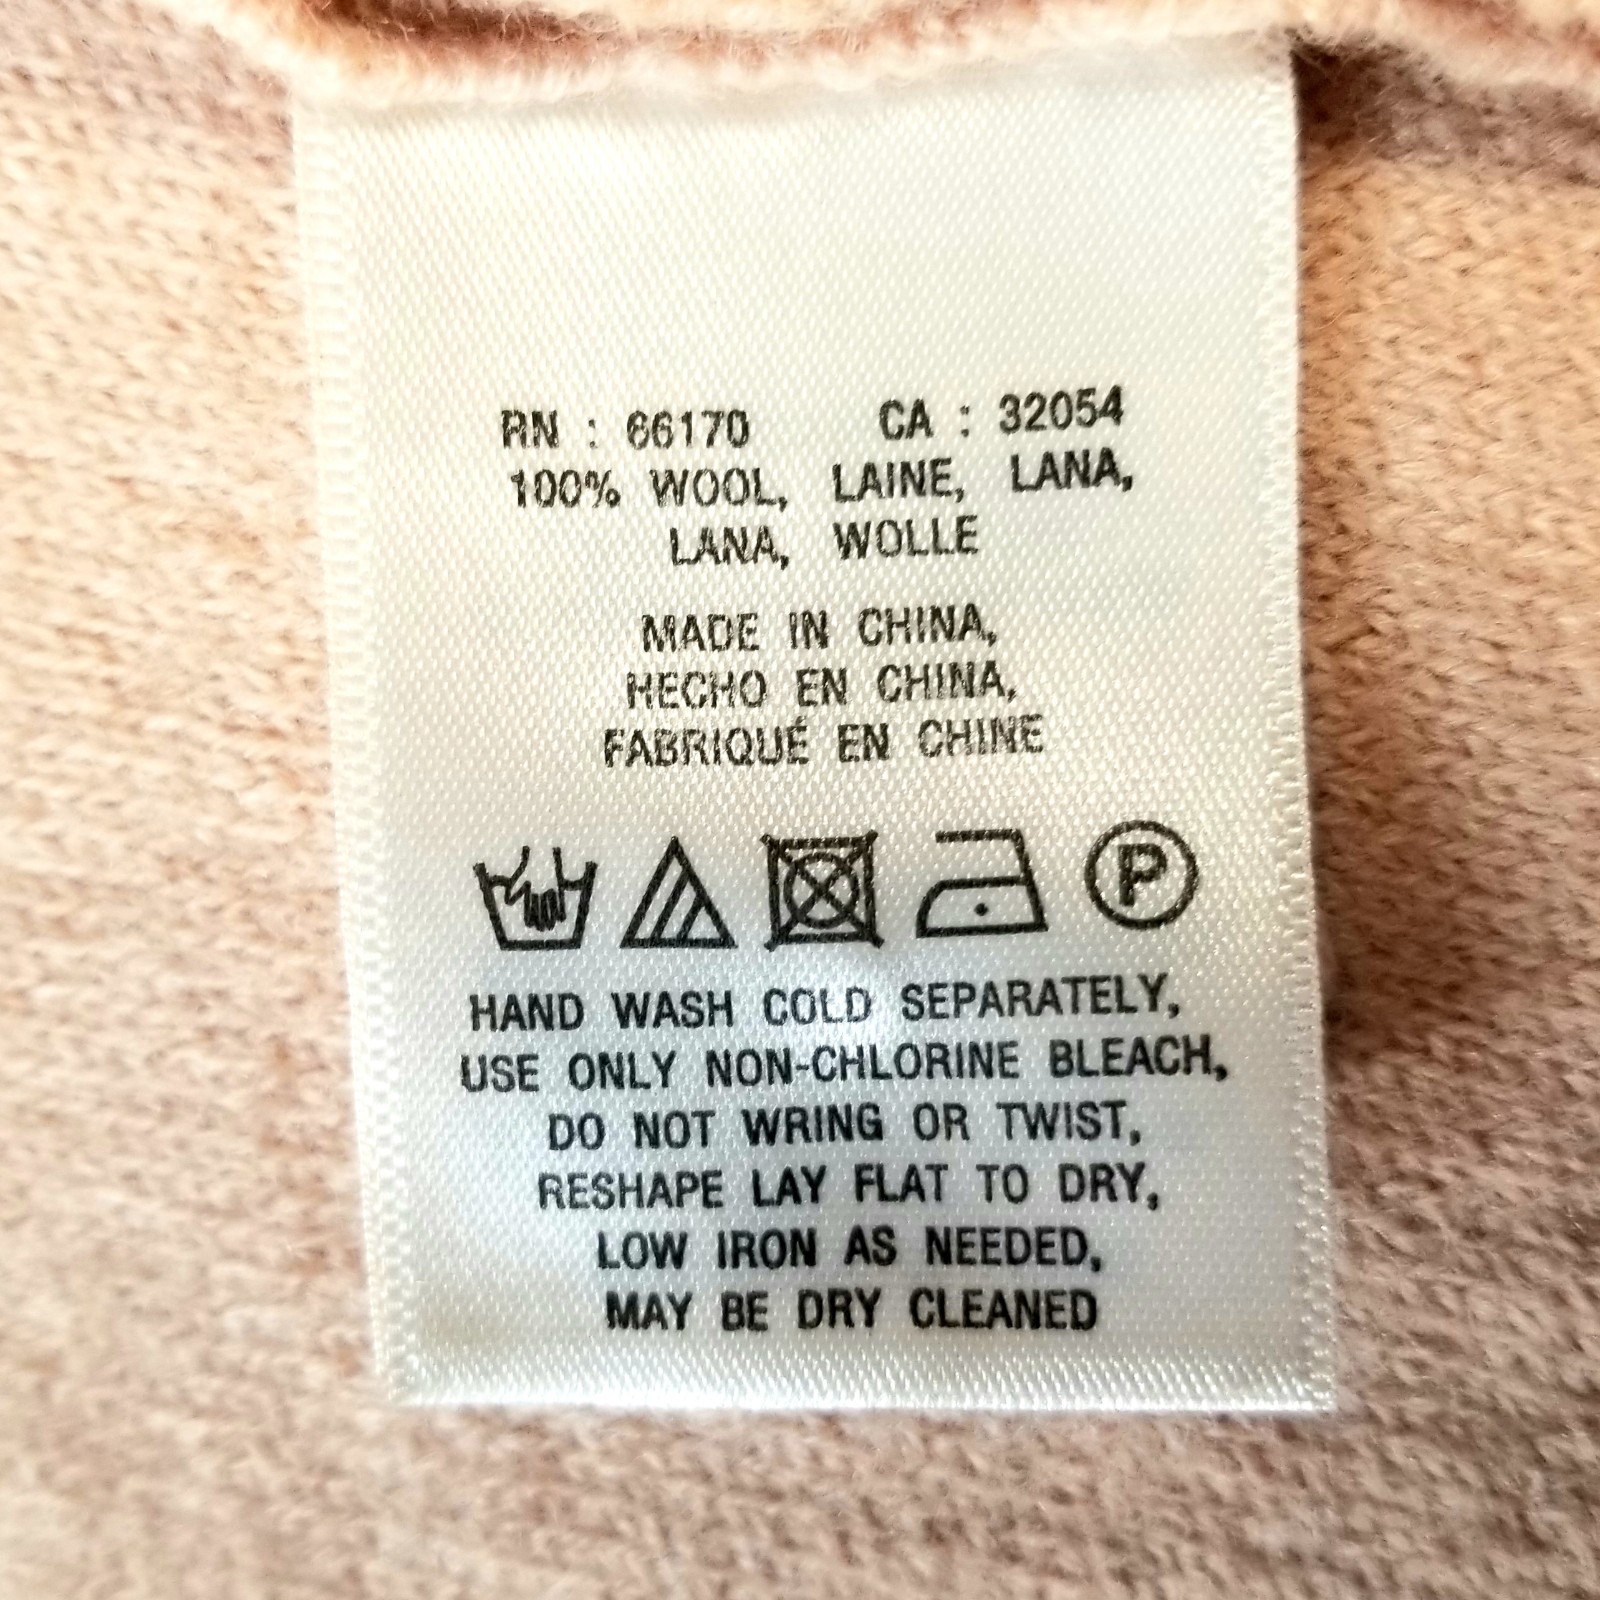 RN : 66170 CA : 32054
100% WOOL, LAINE, LANA,
LANA, WOLLE
MADE IN CHINA,
HECHO EN CHINA,
FABRIQUÉ EN CHINE
P
HAND WASH COLD SEPARATELY,
USE ONLY NON-CHLORINE BLEACH,
DO NOT WRING OR TWIST,
RESHAPE LAY FLAT TO DRY,
LOW IRON AS NEEDED,
MAY BE DRY CLEANED